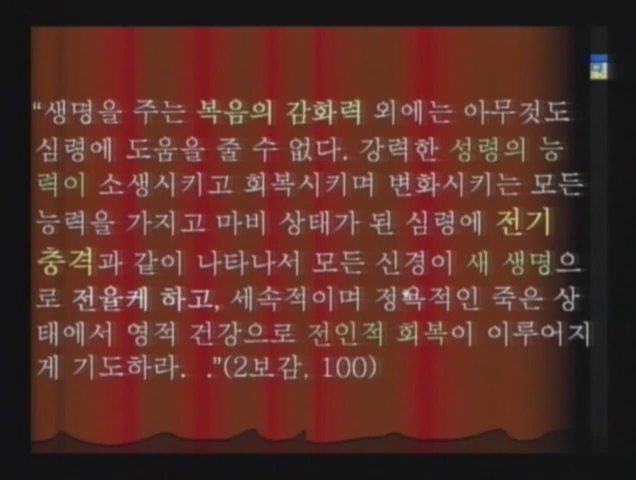 “생명을 주는 복음의 감화력 외에는 아무것도
심령에 도움을 줄 수 없다. 강력한 성령의 능
력이 소생시키고 회복시키며 변화시키는 모든
능력을 가지고 마비 상태가 된 심령에 전기
충격과 같이 나타나서 모든 신경이 새 생명으
로 전율케 하고, 세속적이며 정욕적인 죽은 상
태에서 영적 건강으로 전인적 회복이 이루어지
게 기도하라. .”(2보감, 100)